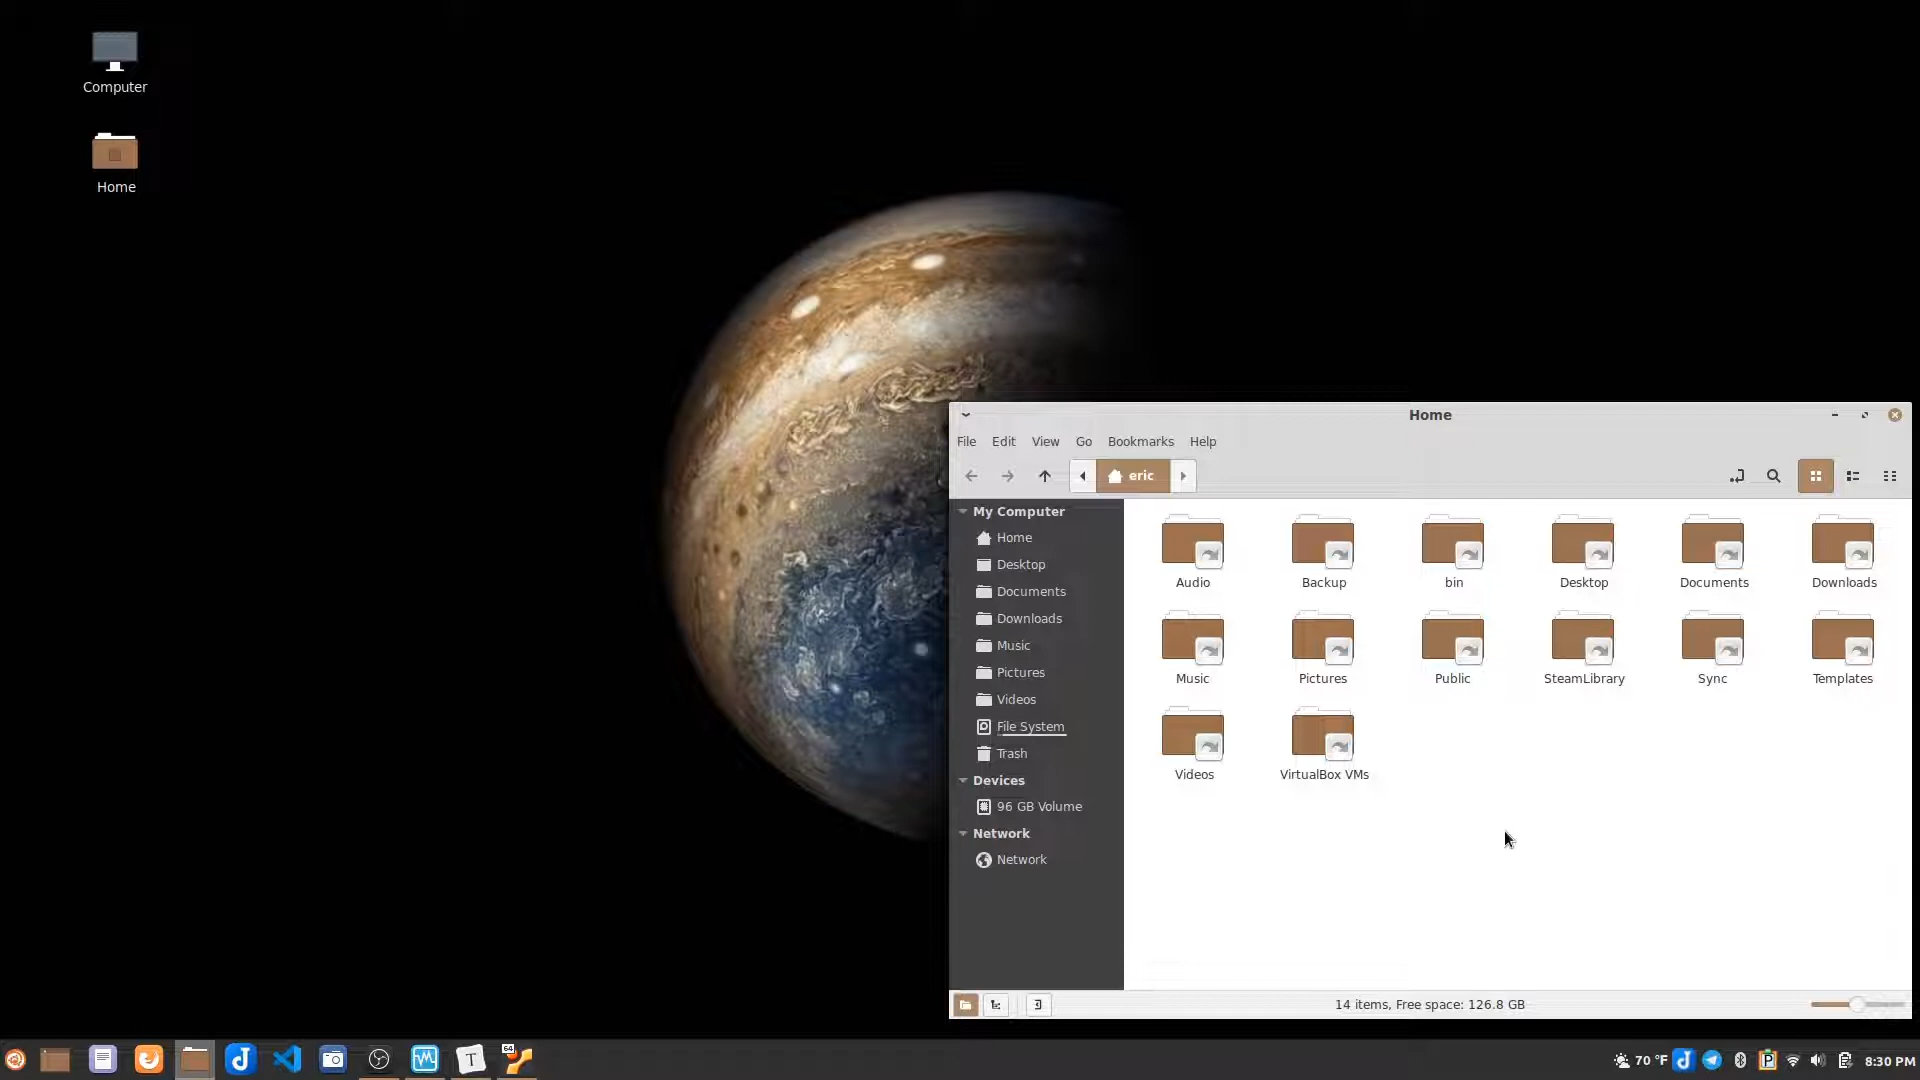 Computer
Home
Home
File Edit View Go Bookmarks Help
eric
My Computer
Home
Desktop
Documents
Downloads
Music
Pictures
Videos
File System
Trash
Devices
96 GB Volume
Network
Network
Audio Backup bin Desktop Documents Downloads
Music Pictures Public SteamLibrary Sync Templates
Videos VirtualBox VMs
14 items, Free space: 126.8 GB
T
64
70 °F
P
8:30 PM